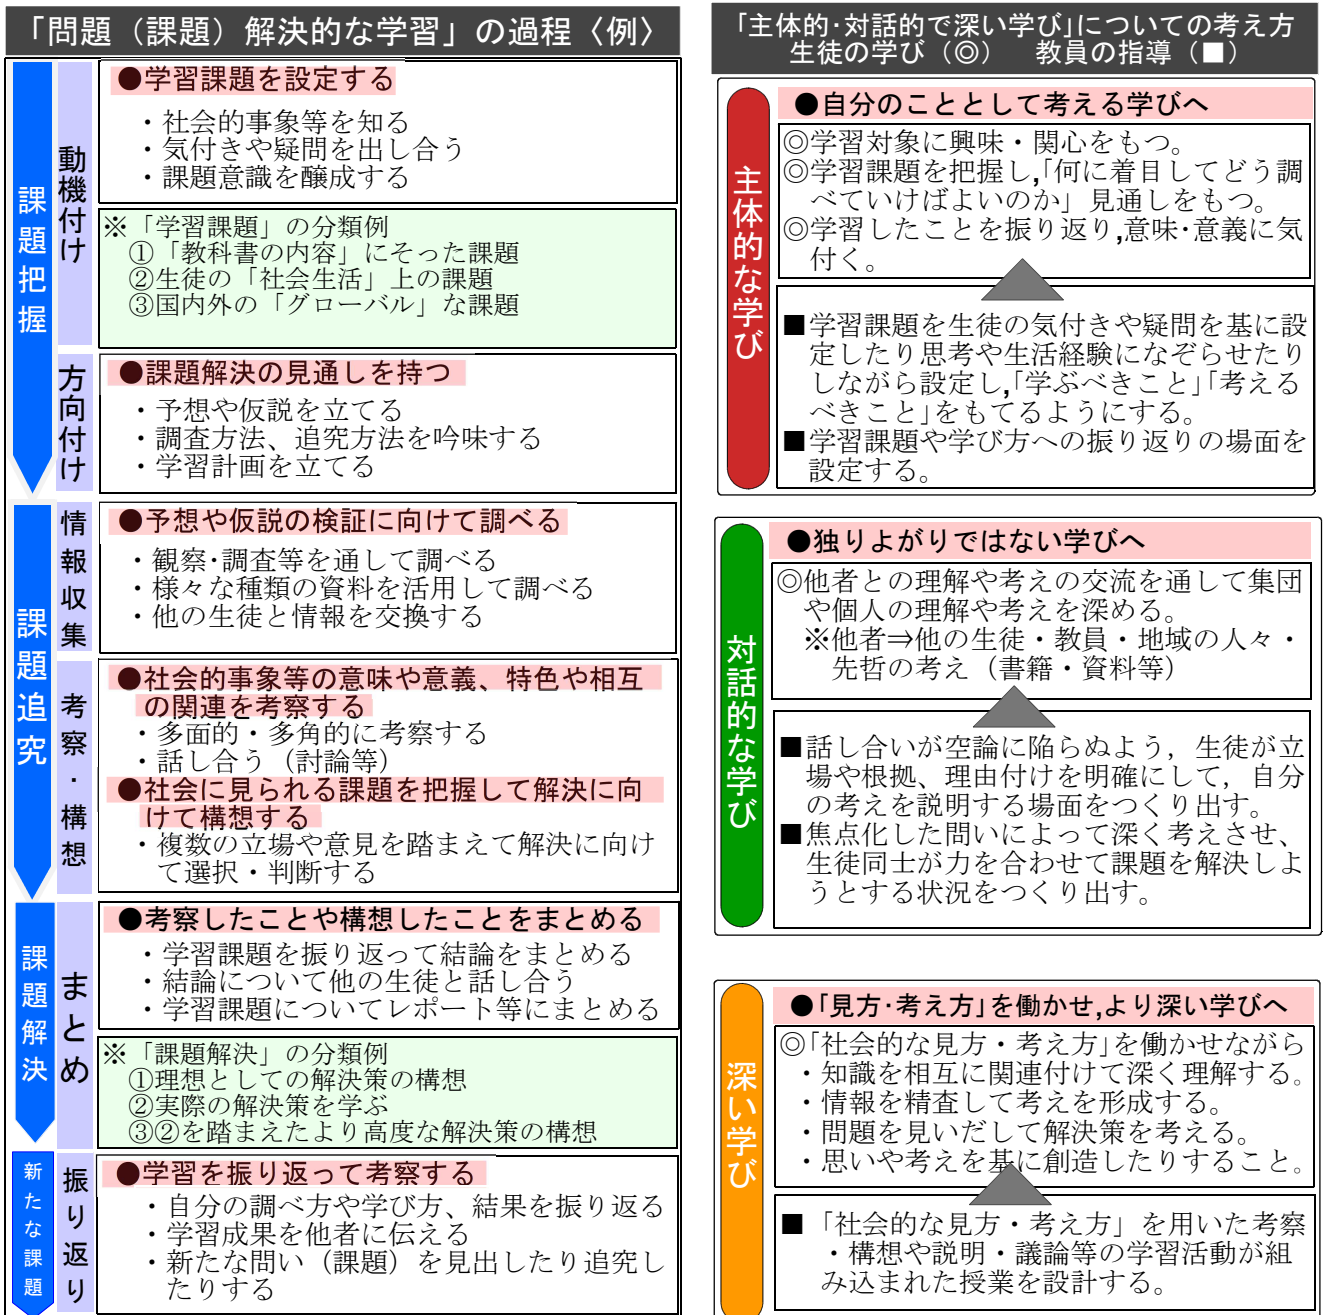 「問題（課題）解決的な学習」の過程〈例〉
課題把握
動機付け
●学習課題を設定する
・社会的事象等を知る
・気付きや疑問を出し合う
・課題意識を醸成する
※「学習課題」の分類例
①「教科書の内容」にそった課題
②生徒の「社会生活」上の課題
③国内外の「グローバル」な課題
方向付け
●課題解決の見通しを持つ
・予想や仮説を立てる
・調査方法、追究方法を吟味する
・学習計画を立てる
課題追究
情報収集
●予想や仮説の検証に向けて調べる
・観察･調査等を通して調べる
・様々な種類の資料を活用して調べる
・他の生徒と情報を交換する
考察・構想
●社会的事象等の意味や意義、特色や相互
の関連を考察する
・多面的・多角的に考察する
・話し合う（討論等）
●社会に見られる課題を把握して解決に向
けて構想する
・複数の立場や意見を踏まえて解決に向け
て選択・判断する
課題解決
まとめ
●考察したことや構想したことをまとめる
・学習課題を振り返って結論をまとめる
・結論について他の生徒と話し合う
・学習課題についてレポート等にまとめる
※「課題解決」の分類例
①理想としての解決策の構想
②実際の解決策を学ぶ
③②を踏まえたより高度な解決策の構想
新たな課題
振り返り
●学習を振り返って考察する
・自分の調べ方や学び方、結果を振り返る
・学習成果を他者に伝える
・新たな問い（課題）を見出したり追究し
たりする
｢主体的･対話的で深い学び｣についての考え方
生徒の学び（◎）　教員の指導（■）
主体的な学び
●自分のこととして考える学びへ
◎学習対象に興味・関心をもつ。
◎学習課題を把握し,｢何に着目してどう調
べていけばよいのか」見通しをもつ。
◎学習したことを振り返り,意味･意義に気
付く。
■学習課題を生徒の気付きや疑問を基に設
定したり思考や生活経験になぞらせたり
しながら設定し,｢学ぶべきこと｣｢考える
べきこと｣をもてるようにする。
■学習課題や学び方への振り返りの場面を
設定する。
対話的な学び
●独りよがりではない学びへ
◎他者との理解や考えの交流を通して集団
や個人の理解や考えを深める。
※他者⇒他の生徒・教員・地域の人々・
先哲の考え（書籍・資料等）
■話し合いが空論に陥らぬよう，生徒が立
場や根拠、理由付けを明確にして，自分
の考えを説明する場面をつくり出す。
■焦点化した問いによって深く考えさせ、
生徒同士が力を合わせて課題を解決しよ
うとする状況をつくり出す。
深い学び
●｢見方･考え方｣を働かせ,より深い学びへ
◎｢社会的な見方・考え方｣を働かせながら
・知識を相互に関連付けて深く理解する。
・情報を精査して考えを形成する。
・問題を見いだして解決策を考える。
・思いや考えを基に創造したりすること。
■「社会的な見方・考え方」を用いた考察
・構想や説明・議論等の学習活動が組
み込まれた授業を設計する。